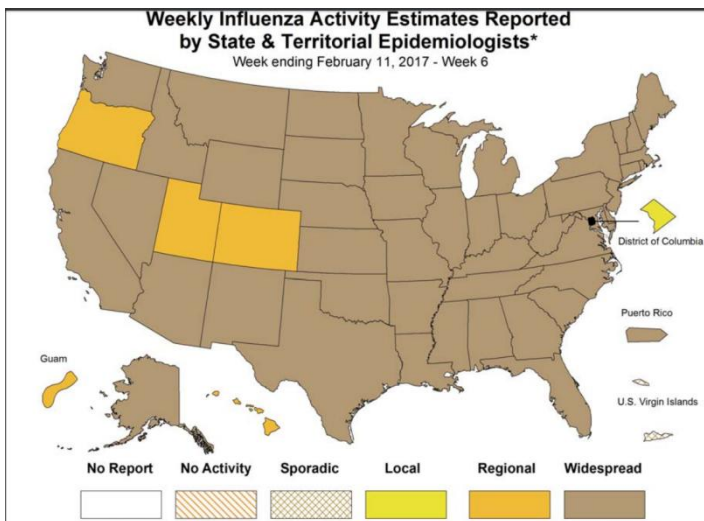 Weekly Influenza Activity Estimates Reported
by State & Territorial Epidemiologists*
Week ending February 11, 2017 - Week 6
District of Columbia
Puerto Rico
Guam
U.S. Virgin Islands
No Report No Activity Sporadic Local Regional Widespread